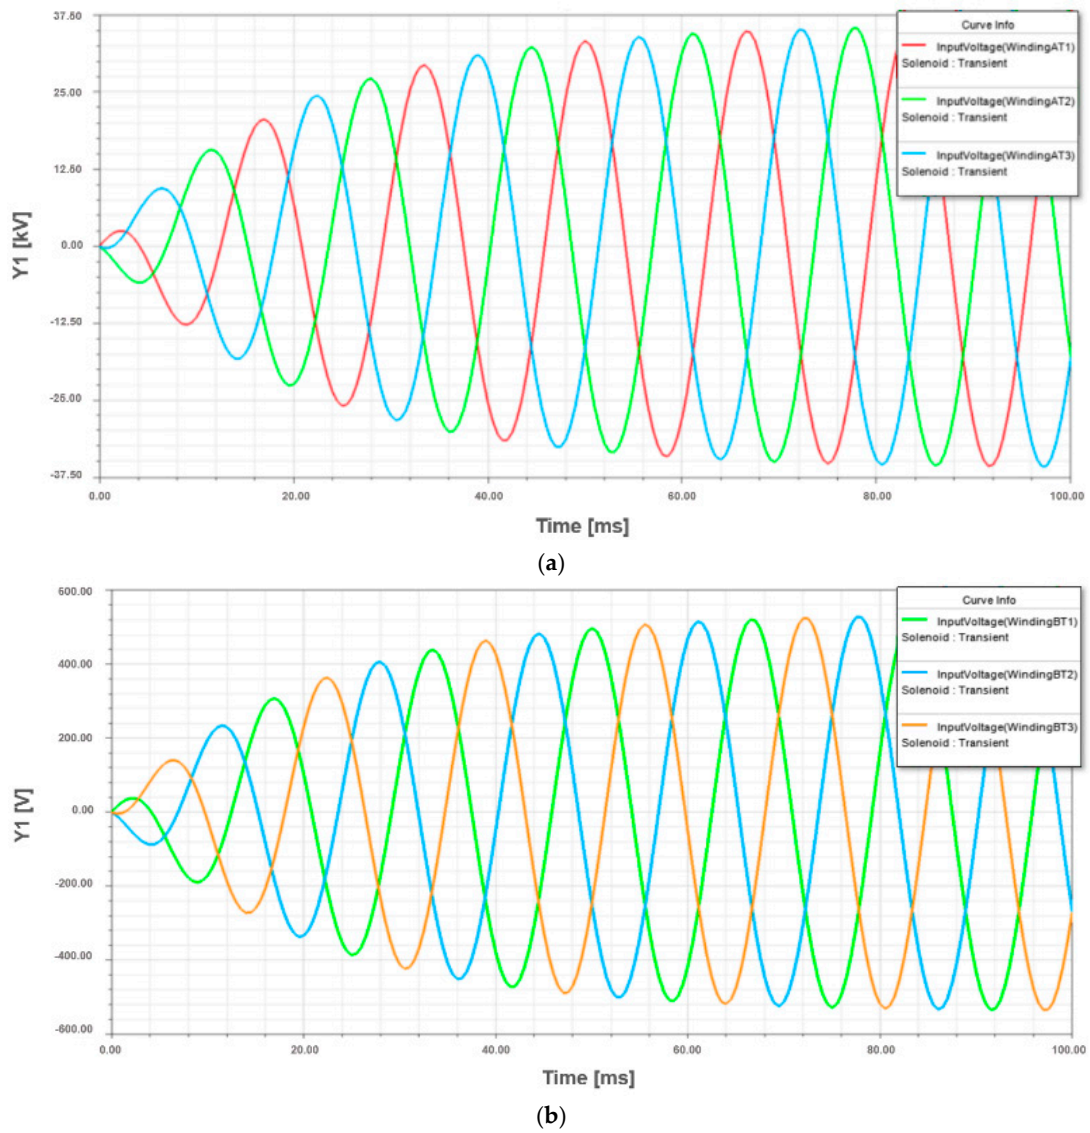 37.50
25.00
12.50
0.00
-12.50
-25.00
-37.50
Y1 [kV]
Curve Info
InputVoltage(WindingAT1)
Solenoid : Transient
InputVoltage(WindingAT2)
Solenoid : Transient
InputVoltage(WindingAT3)
Solenoid : Transient
0.00 20.00 40.00 60.00 80.00 100.00
Time [ms]
(a)
600.00
400.00
200.00
0.00
-200.00
-400.00
-600.00
Y1 [V]
Curve Info
InputVoltage(WindingBT1)
Solenoid : Transient
InputVoltage(WindingBT2)
Solenoid : Transient
InputVoltage(WindingBT3)
Solenoid : Transient
0.00 20.00 40.00 60.00 80.00 100.00
Time [ms]
(b)